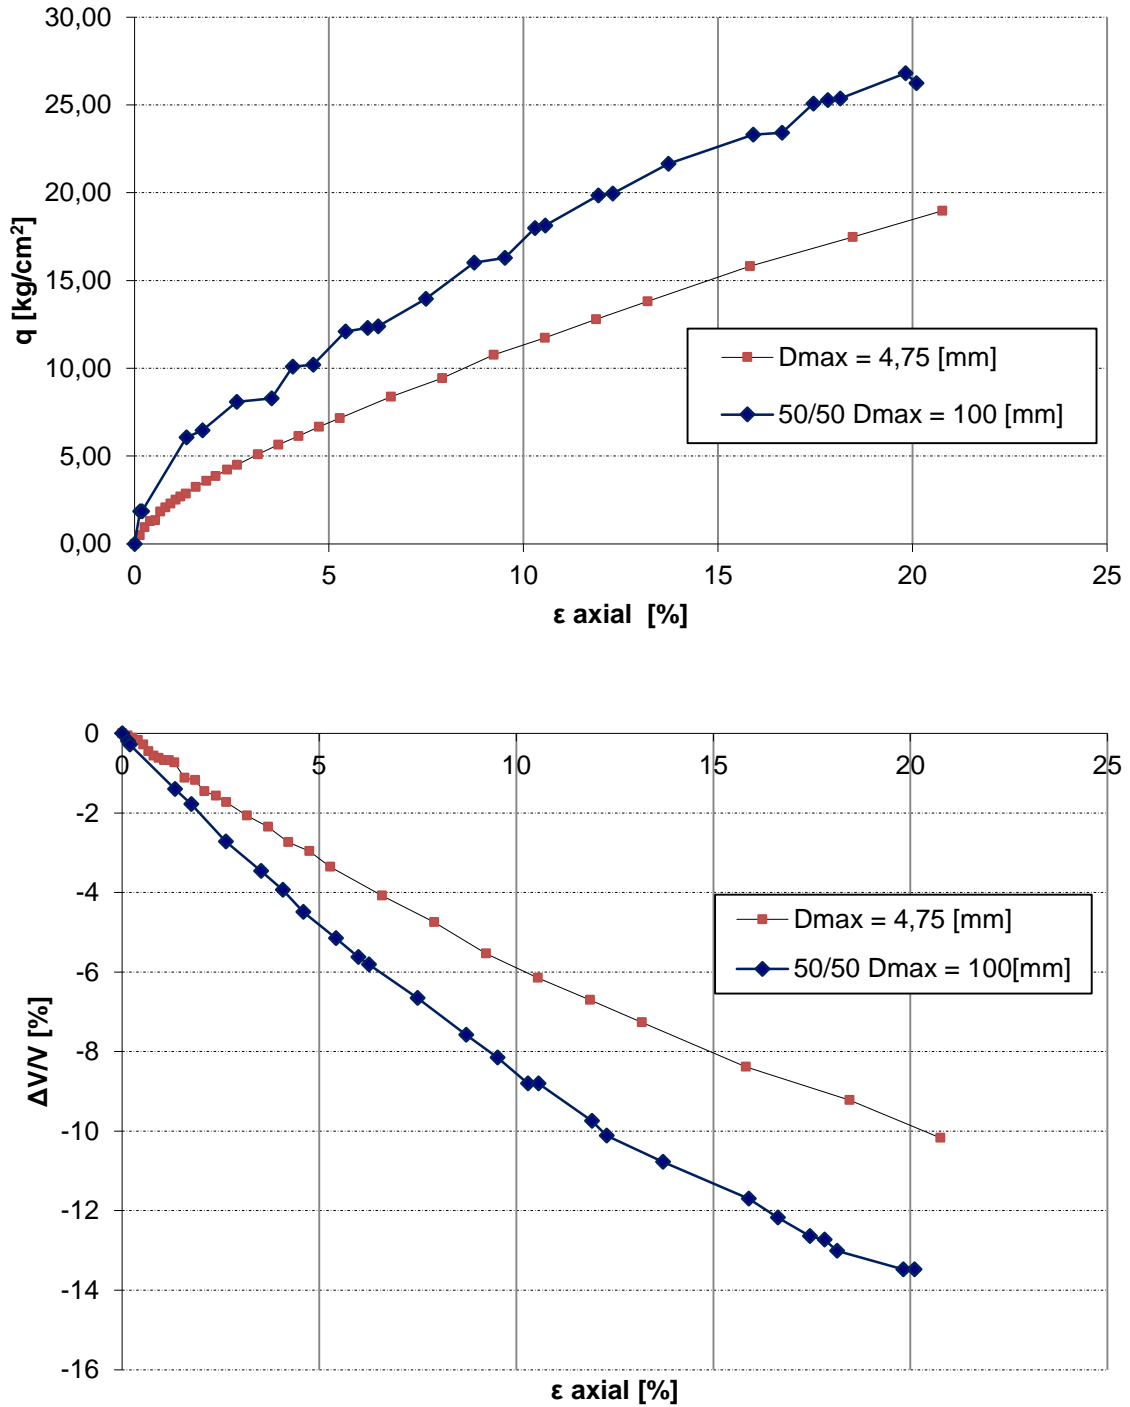 30,00
25,00
20,00
15,00
10,00
5,00
0,00
q [kg/cm²]
Dmax = 4,75 [mm]
50/50 Dmax = 100 [mm]
0 5 10 15 20 25
ε axial [%]
0
0 5 10 15 20 25
-2
-4
-6
-8
-10
-12
-14
-16
ΔV/V [%]
Dmax = 4,75 [mm]
50/50 Dmax = 100[mm]
ε axial [%]